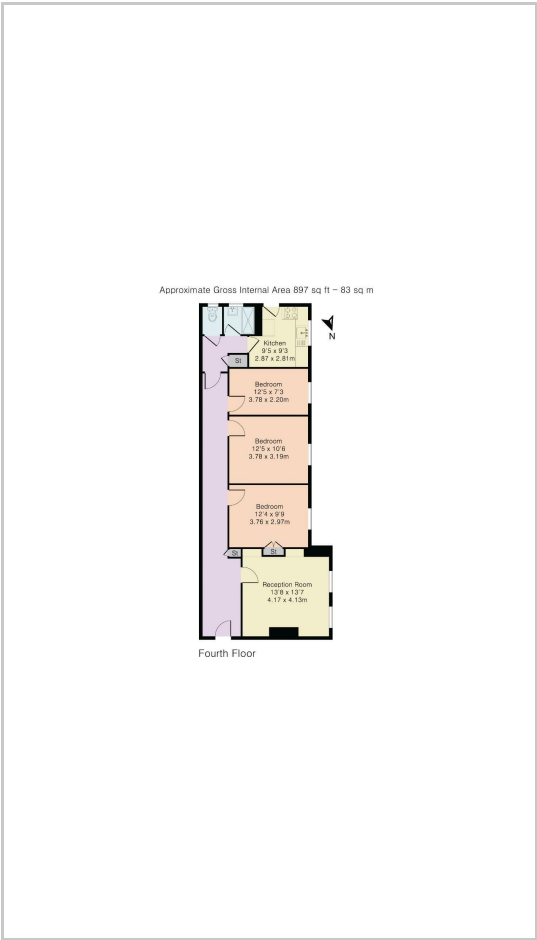 Approximate Gross Internal Area 897 sq ft - 83 sq m
N
Kitchen
9'5 x 9'3
2.87 x 2.81m
St
Bedroom
12'5 x 7'3
3.78 x 2.20m
Bedroom
12'5 x 10'6
3.78 x 3.19m
Bedroom
12'4 x 9'9
3.76 x 2.97m
St
St
Reception Room
13'8 x 13'7
4.17 x 4.13m
Fourth Floor